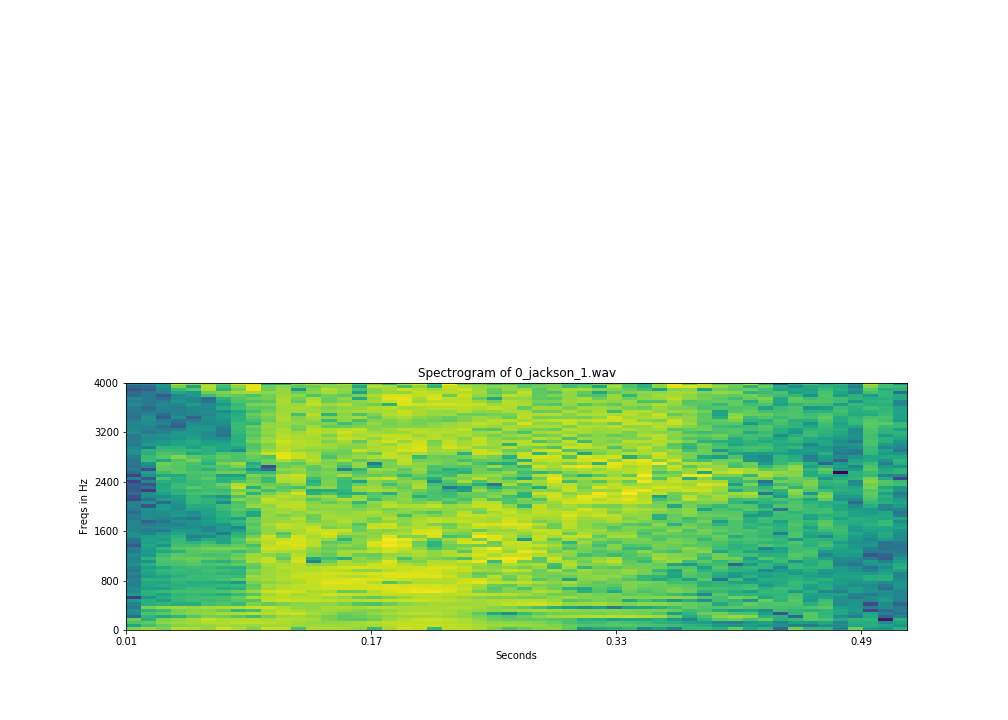 Spectrogram of 0_jackson_1.wav
4000
3200
2400
1600
800
0
Freqs in Hz
0.01 0.17 0.33 0.49
Seconds